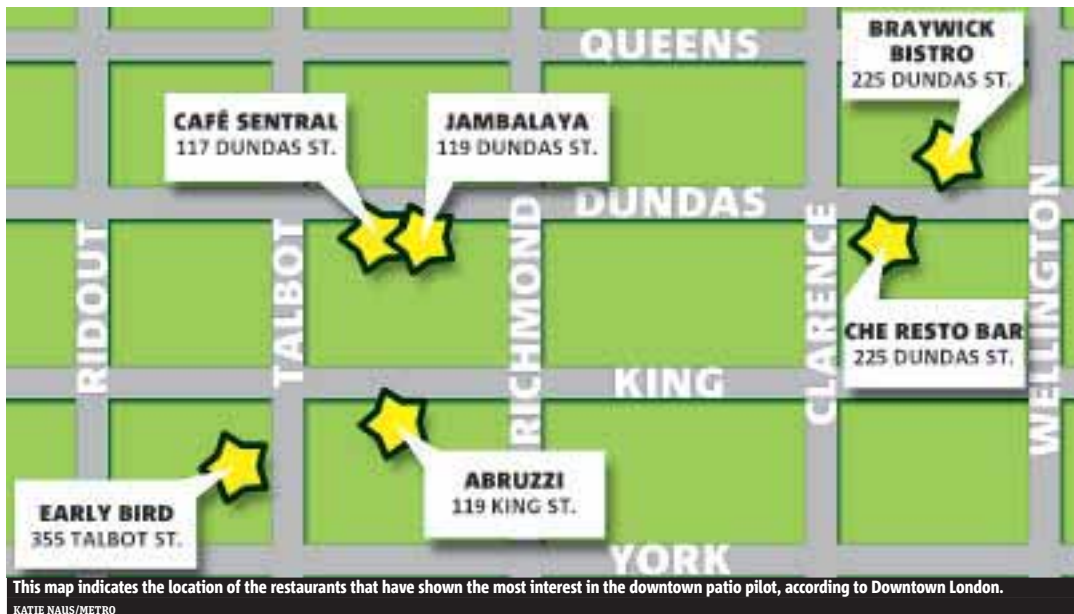 QUEENS
BRAYWICK
BISTRO
225 DUNDAS ST.
CAFÉ SENTRAL
117 DUNDAS ST.
JAMBALAYA
119 DUNDAS ST.
DUNDAS
RIDOUT
TALBOT
RICHMOND
CLARENCE
WELLINGTON
CHE RESTO BAR
225 DUNDAS ST.
KING
ABRUZZI
119 KING ST.
EARLY BIRD
355 TALBOT ST.
YORK
This map indicates the location of the restaurants that have shown the most interest in the downtown patio pilot, according to Downtown London.
KATIE NAUS/METRO